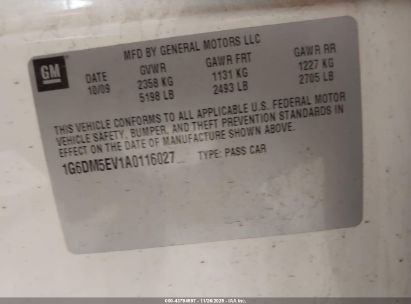 GM
MFD BY GENERAL MOTORS LLC
DATE GVWR GAWR FRT GAWR RR
10/09 2358 KG 1131 KG 1227 KG
5198 LB 2493 LB 2705 LB
THIS VEHICLE CONFORMS TO ALL APPLICABLE U.S. FEDERAL MOTOR
VEHICLE SAFETY, BUMPER, AND THEFT PREVENTION STANDARDS IN
EFFECT ON THE DATE OF MANUFACTURE SHOWN ABOVE.
1G6DM5EV1A0116027 TYPE: PASS CAR